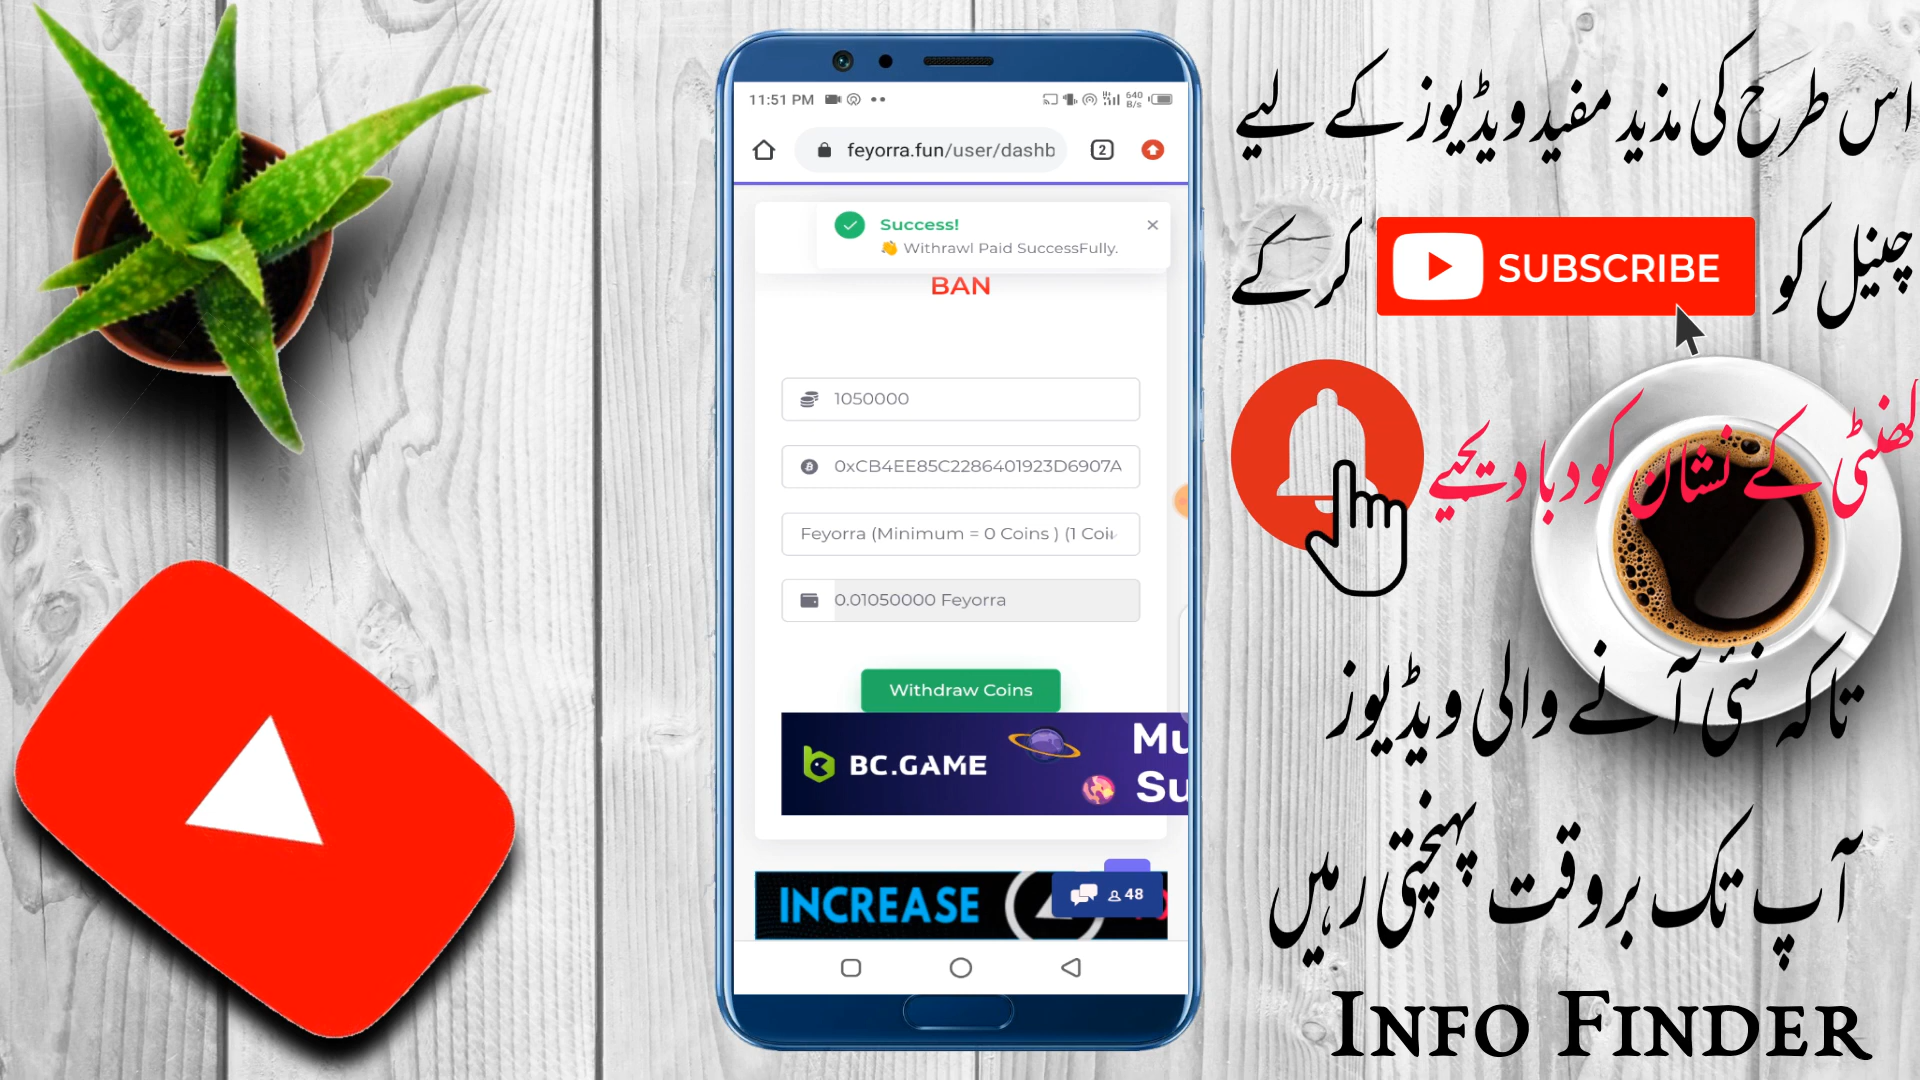 11:51 PM
640 B/s
feyorra.fun/user/dashb
2
Success!
👏 Withrawl Paid SuccessFully.
BAN
1050000
0xCB4EE85C2286401923D6907A
Feyorra (Minimum = 0 Coins ) (1 Coi
0.01050000 Feyorra
Withdraw Coins
BC.GAME
Mu
Su
INCREASE
48
اس طرح کی مذید مفید ویڈیوز کے لیے
چینل کو SUBSCRIBE کر کے
گھنٹی کے نشان کو دبا دیجیے
تاکہ نئی آنے والی ویڈیوز
آپ تک بروقت پہنچتی رہیں
INFO FINDER